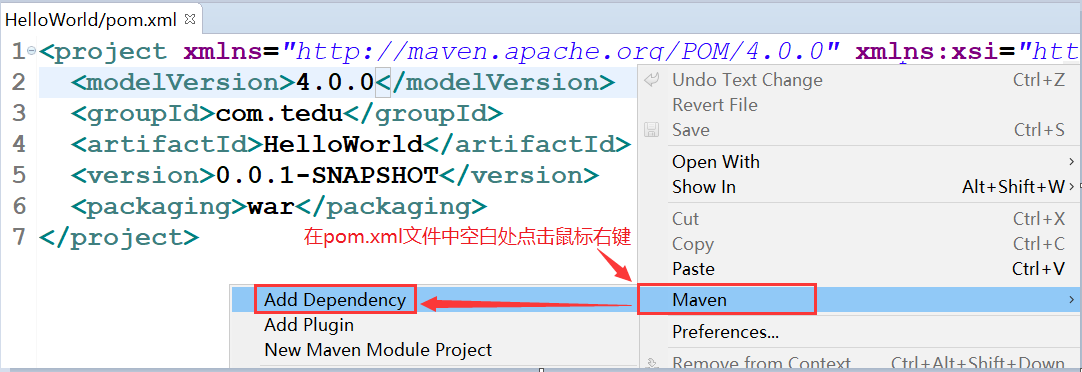 HelloWorld/pom.xml
1 <project xmlns="http://maven.apache.org/POM/4.0.0" xmlns:xsi="htt
2 <modelVersion>4.0.0</modelVersion>
3 <groupId>com.tedu</groupId>
4 <artifactId>HelloWorld</artifactId>
5 <version>0.0.1-SNAPSHOT</version>
6 <packaging>war</packaging>
7 </project>
在pom.xml文件中空白处点击鼠标右键
Undo Text Change Ctrl+Z
Revert File
Save Ctrl+S
Open With >
Show In Alt+Shift+W >
Cut Ctrl+X
Copy Ctrl+C
Paste Ctrl+V
Maven >
Preferences...
Remove from Context Ctrl+Alt+Shift+Down
Add Dependency
Add Plugin
New Maven Module Project